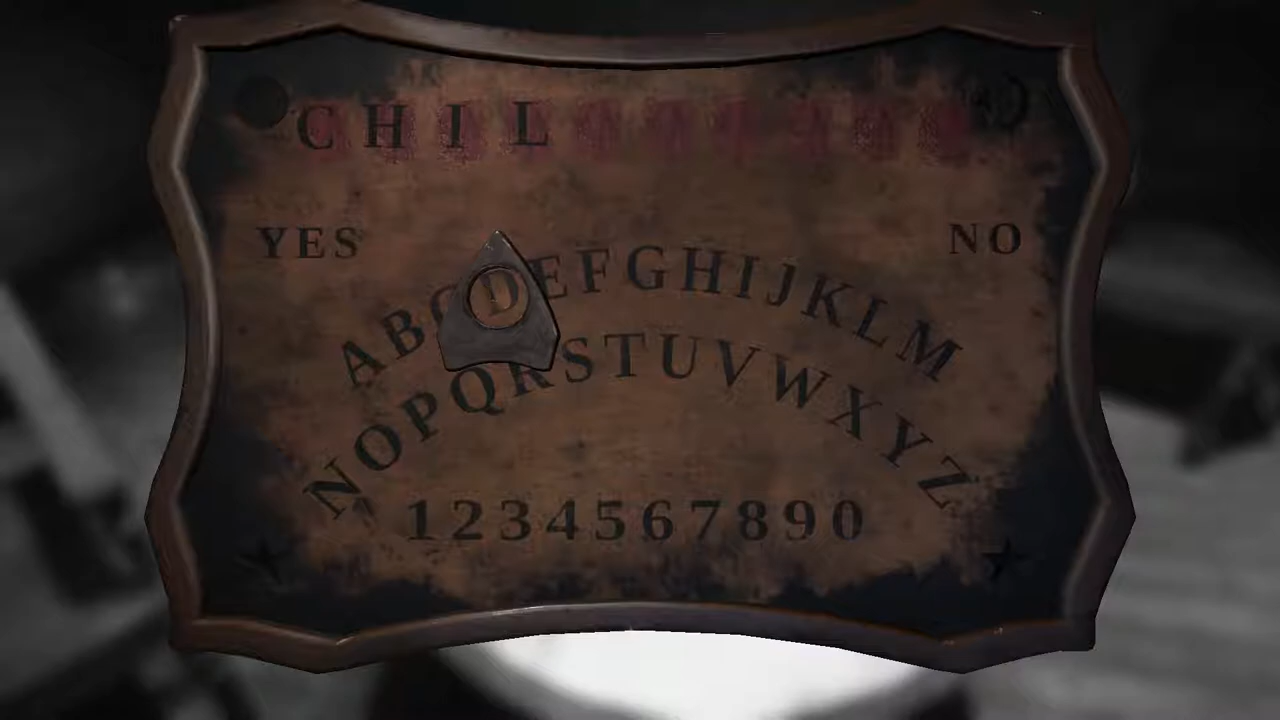 CHIL
YES NO
ABCDEFGHIJKLM
NOPQRSTUVWXYZ
1234567890